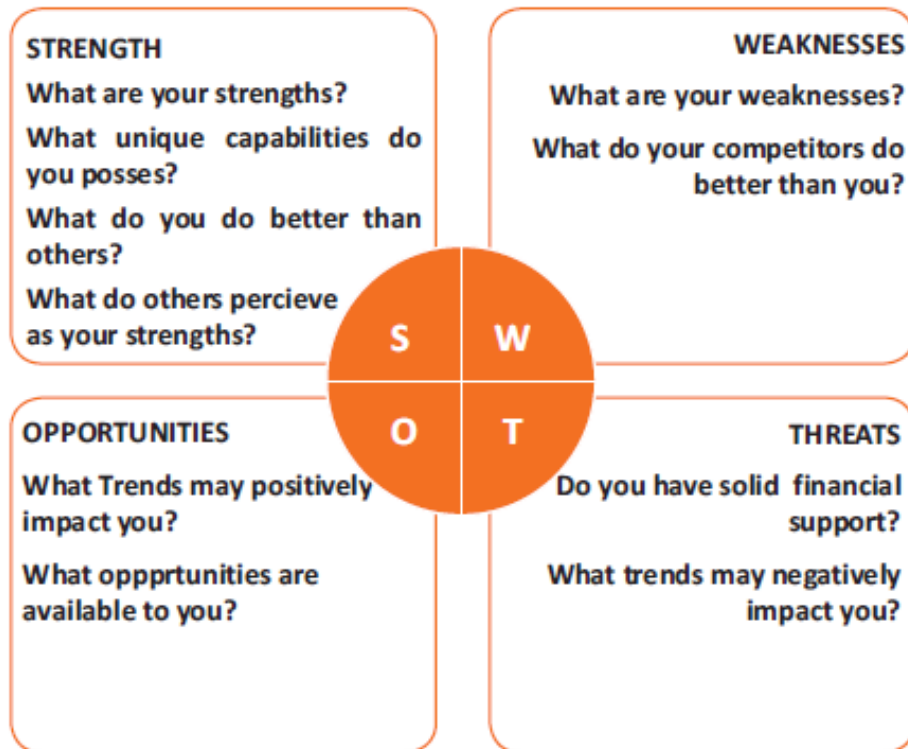 STRENGTH
What are your strengths?
What unique capabilities do
you posses?
What do you do better than
others?
What do others percieve
as your strengths?
WEAKNESSES
What are your weaknesses?
What do your competitors do
better than you?
S
W
O
T
OPPORTUNITIES
What Trends may positively
impact you?
What oppprtunities are
available to you?
THREATS
Do you have solid financial
support?
What trends may negatively
impact you?